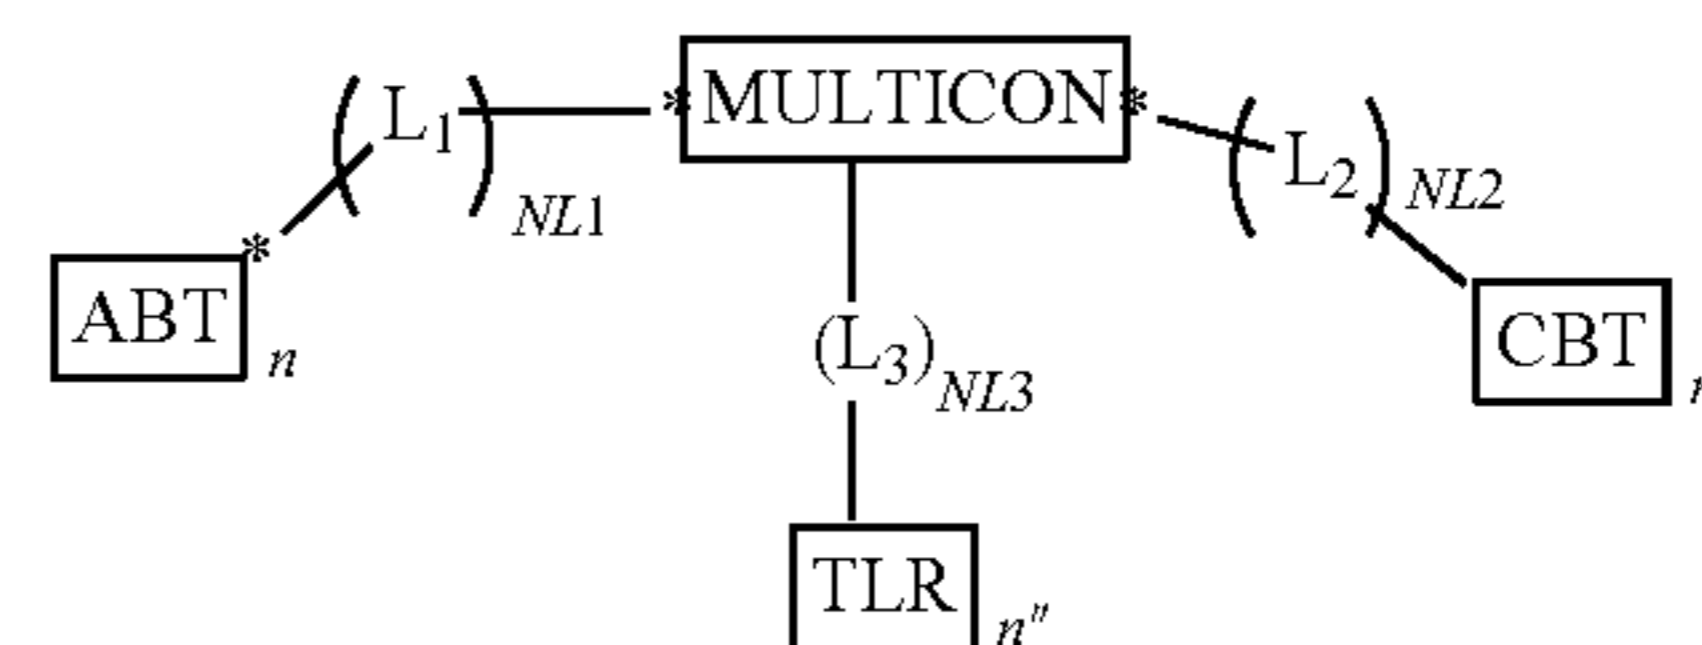 * MULTICON *
( L₁ ) NL1
( L₂ ) NL2
ABT * n
(L₃) NL3
CBT
TLR n″